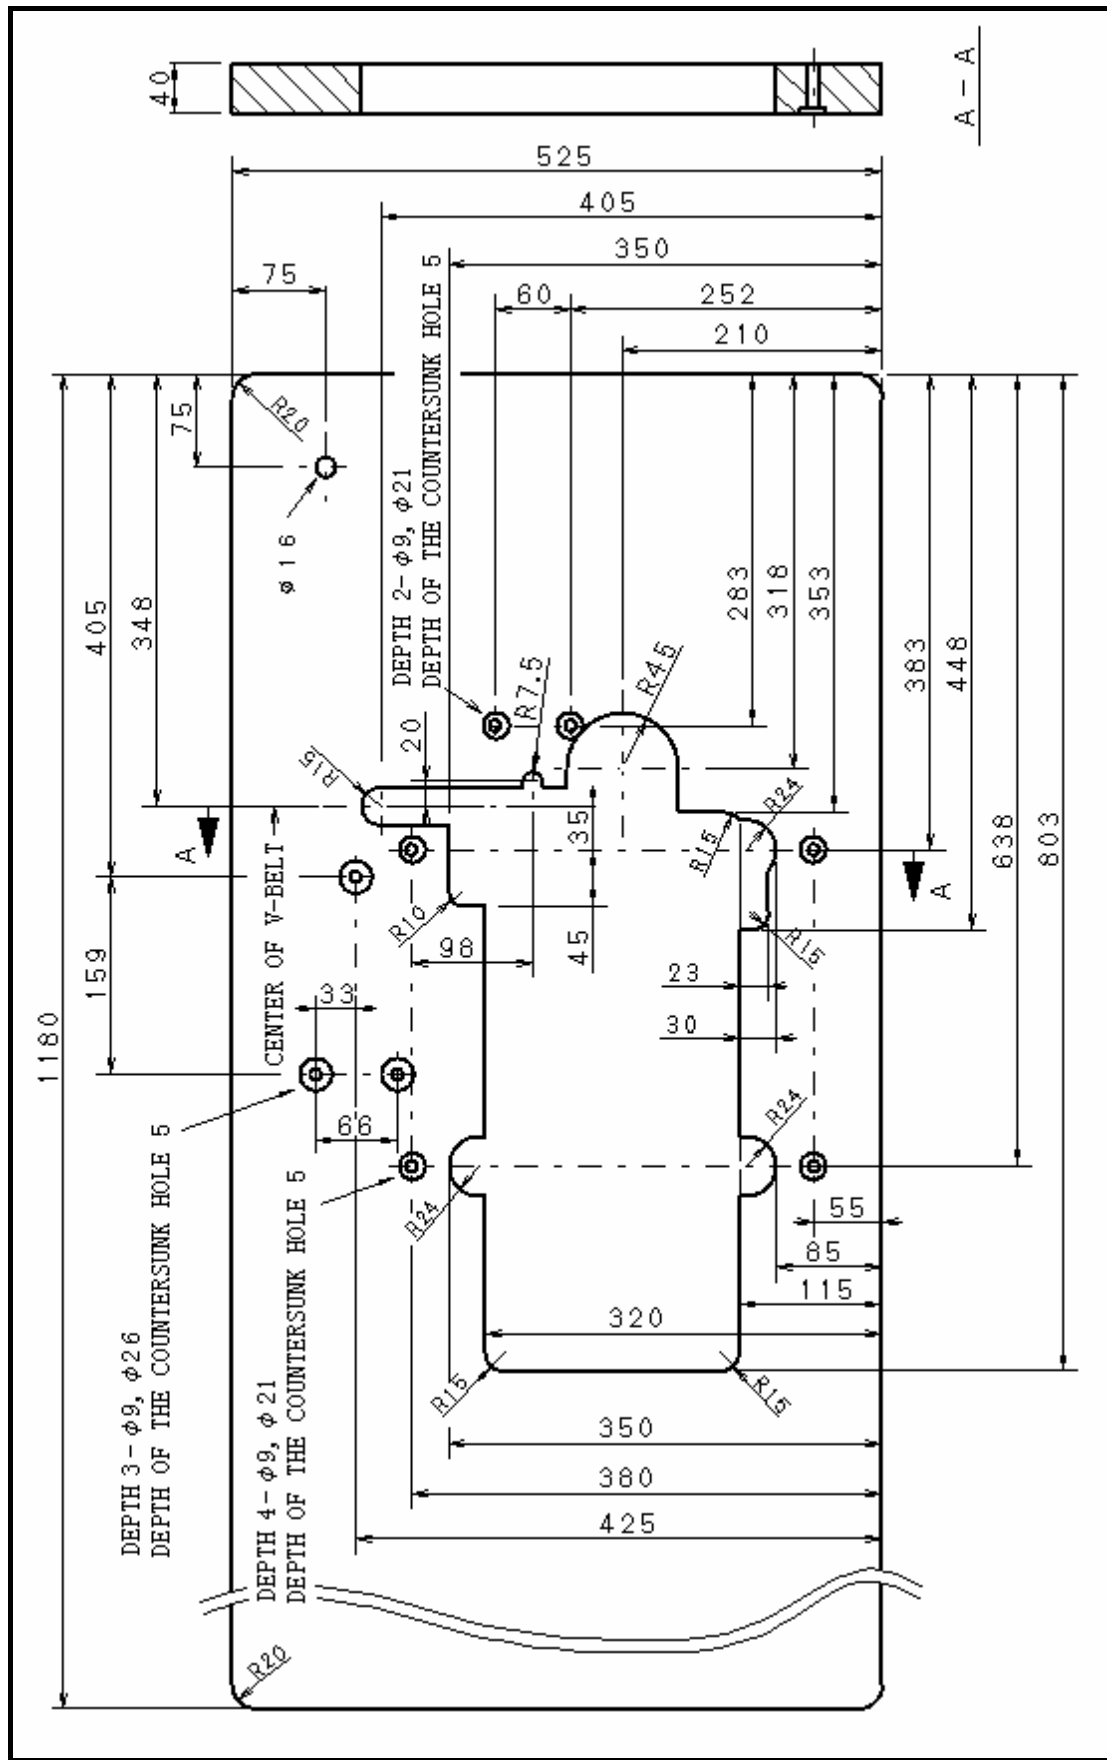 40
A - A
525
405
350
75
60
252
210
R20
75
DEPTH 2-φ9, φ21
DEPTH OF THE COUNTERSUNK HOLE 5
ø16
405
348
283
318
353
383
448
638
803
R7.5
R45
20
R15
R24
35
R15
A
A
R10
45
98
R15
159
CENTER OF V-BELT
33
23
30
1180
66
R24
R24
55
85
115
320
DEPTH 3-φ9, φ26
DEPTH OF THE COUNTERSUNK HOLE 5
DEPTH 4-φ9, φ21
DEPTH OF THE COUNTERSUNK HOLE 5
R15
R15
350
380
425
R20